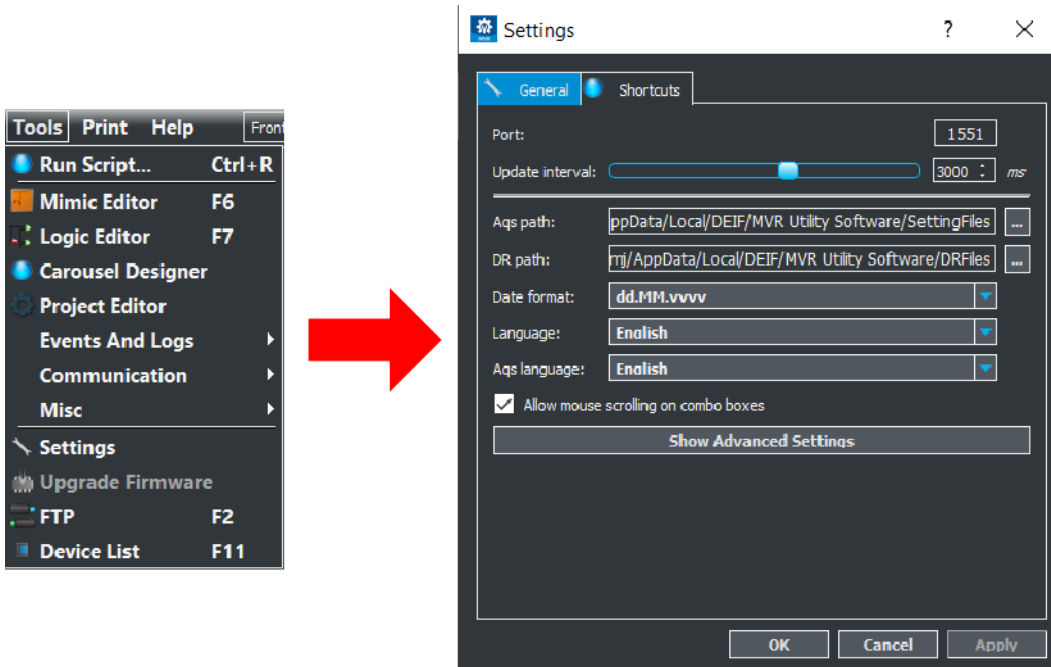 Tools Print Help Front
Run Script... Ctrl+R
Mimic Editor F6
Logic Editor F7
Carousel Designer
Project Editor
Events And Logs
Communication
Misc
Settings
Upgrade Firmware
FTP F2
Device List F11
MVR Settings ?
General Shortcuts
Port: 1551
Update interval: 3000 ms
Aqs path: ppData/Local/DEIF/MVR Utility Software/SettingFiles ...
DR path: mj/AppData/Local/DEIF/MVR Utility Software/DRFiles ...
Date format: dd.MM.yyyy
Language: English
Aqs language: English
Allow mouse scrolling on combo boxes
Show Advanced Settings
OK Cancel Apply